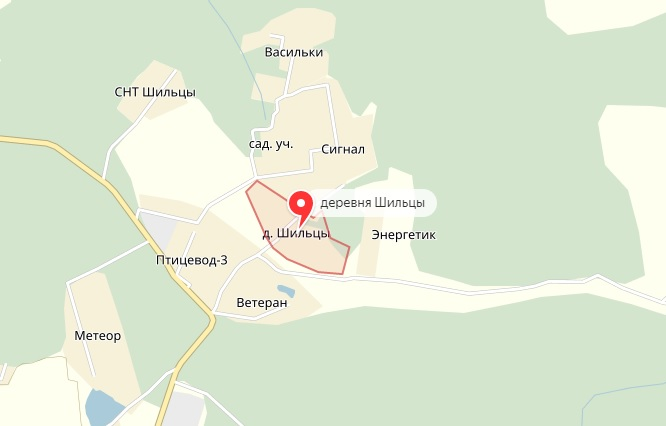 Васильки
СНТ Шильцы
сад. уч.
Сигнал
деревня Шильцы
д. Шильцы
Энергетик
Птицевод-3
Ветеран
Метеор